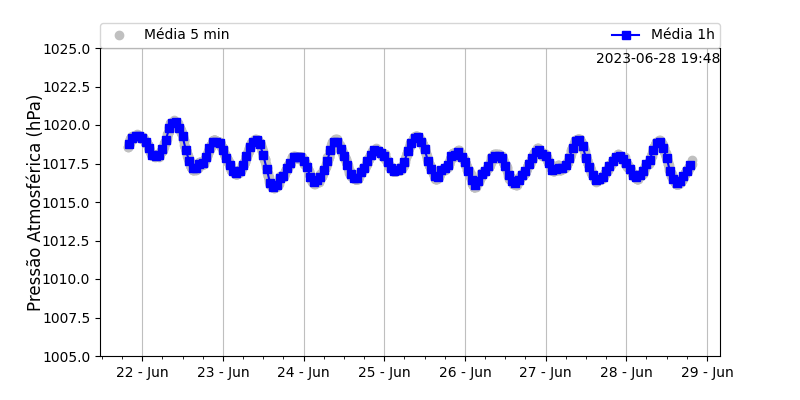 Média 5 min
Média 1h
2023-06-28 19:48
Pressão Atmosférica (hPa)
1025.0
1022.5
1020.0
1017.5
1015.0
1012.5
1010.0
1007.5
1005.0
22 - Jun
23 - Jun
24 - Jun
25 - Jun
26 - Jun
27 - Jun
28 - Jun
29 - Jun